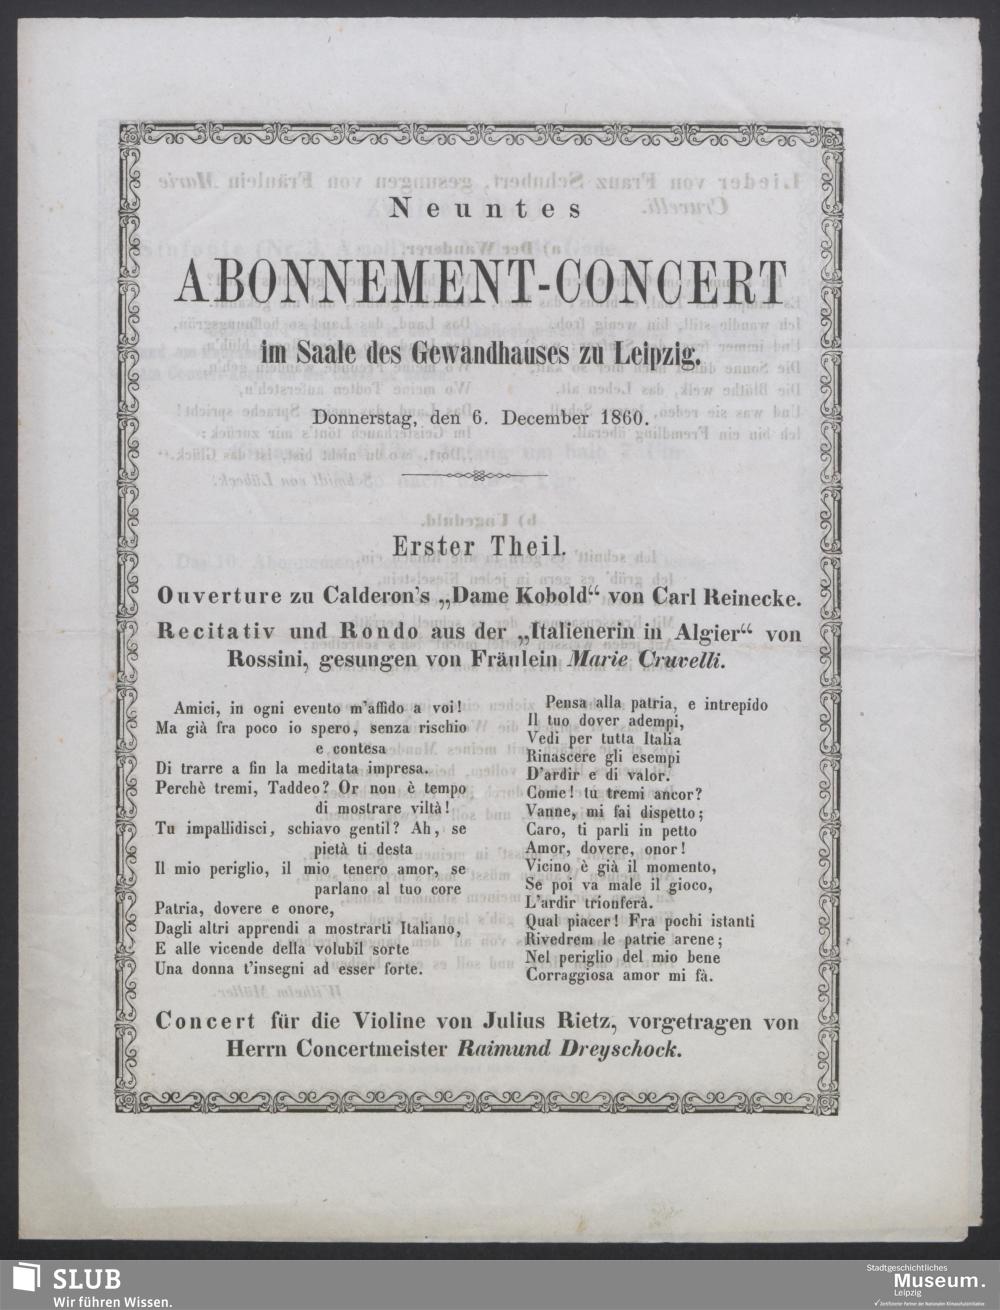 Neuntes
ABONNEMENT-CONCERT
im Saale des Gewandhauses zu Leipzig.
Donnerstag, den 6. December 1860.
Erster Theil.
Ouverture zu Calderon's „Dame Kobold“ von Carl Reinecke.
Recitativ und Rondo aus der „Italienerin in Algier“ von
Rossini, gesungen von Fräulein Marie Cruvelli.
Amici, in ogni evento m'affido a voi!
Ma già fra poco io spero, senza rischio
e contesa
Di trarre a fin la meditata impresa.
Perchè tremi, Taddeo? Or non è tempo
di mostrare viltà!
Tu impallidisci, schiavo gentil? Ah, se
pietà ti desta
Il mio periglio, il mio tenero amor, se
parlano al tuo core
Patria, dovere e onore,
Dagli altri apprendi a mostrarti Italiano,
E alle vicende della volubil sorte
Una donna t'insegni ad esser forte.
Pensa alla patria, e intrepido
Il tuo dover adempi,
Vedi per tutta Italia
Rinascere gli esempi
D'ardir e di valor.
Come! tu tremi ancor?
Vanne, mi fai dispetto;
Caro, ti parli in petto
Amor, dovere, onor!
Vicino è già il momento,
Se poi va male il gioco,
L'ardir trionferà.
Qual piacer! Fra pochi istanti
Rivedrem le patrie arene;
Nel periglio del mio bene
Corraggiosa amor mi fà.
Concert für die Violine von Julius Rietz, vorgetragen von
Herrn Concertmeister Raimund Dreyschock.
SLUB
Wir führen Wissen.
Stadtgeschichtliches
Museum.
Leipzig
✓ Zertifizierter Partner der Nationalen Klimaschutzinitiative